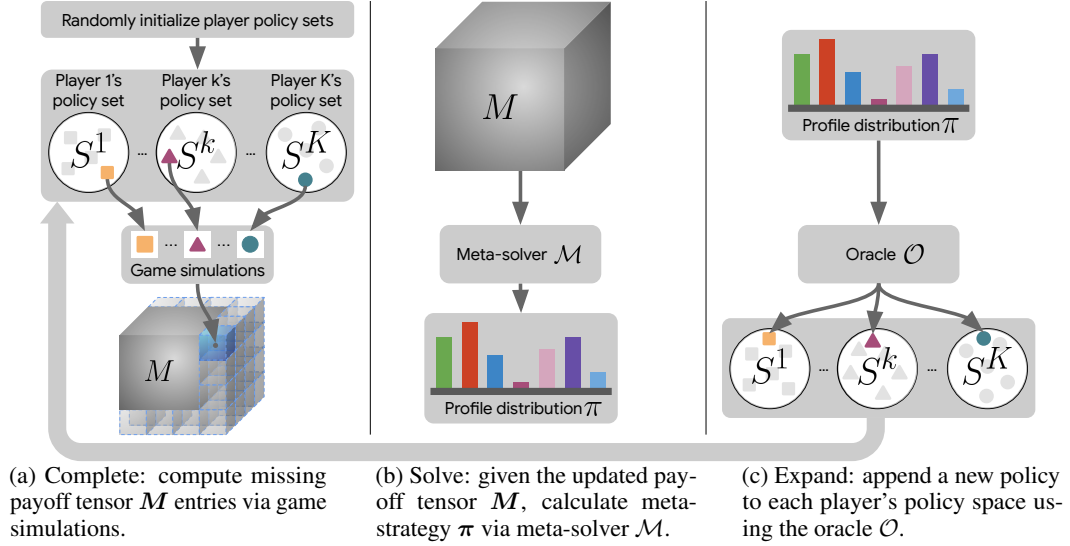 Randomly initialize player policy sets
Player 1's
policy set
Player k's
policy set
Player K's
policy set
S^1
...
S^k
...
S^K
... ...
Game simulations
M
(a) Complete: compute missing
payoff tensor M entries via game
simulations.
M
Meta-solver M
Profile distribution π
(b) Solve: given the updated pay-
off tensor M, calculate meta-
strategy π via meta-solver M.
Profile distribution π
Oracle O
S^1
...
S^k
...
S^K
(c) Expand: append a new policy
to each player's policy space us-
ing the oracle O.